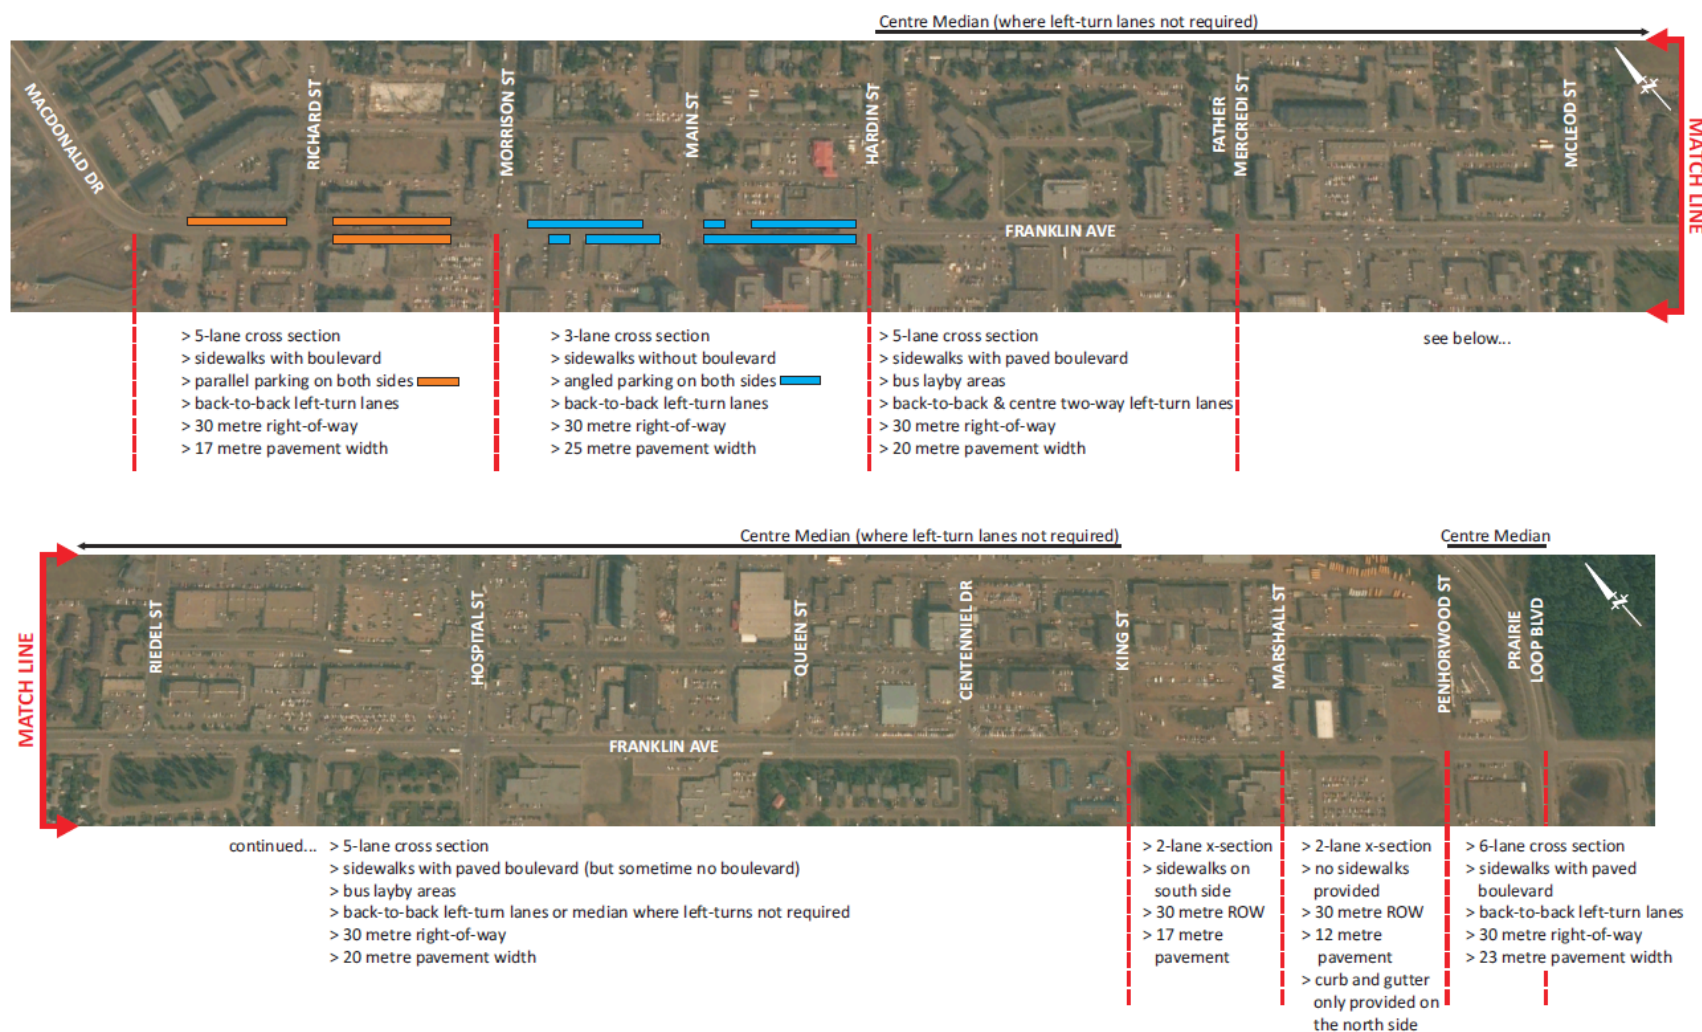 Centre Median (where left-turn lanes not required)
MACDONALD DR
RICHARD ST
MORRISON ST
MAIN ST
HARDIN ST
FATHER
MERCREDI ST
MCLEOD ST
MATCH LINE
FRANKLIN AVE
> 5-lane cross section
> sidewalks with boulevard
> parallel parking on both sides
> back-to-back left-turn lanes
> 30 metre right-of-way
> 17 metre pavement width
> 3-lane cross section
> sidewalks without boulevard
> angled parking on both sides
> back-to-back left-turn lanes
> 30 metre right-of-way
> 25 metre pavement width
> 5-lane cross section
> sidewalks with paved boulevard
> bus layby areas
> back-to-back & centre two-way left-turn lanes
> 30 metre right-of-way
> 20 metre pavement width
see below...
Centre Median (where left-turn lanes not required)
Centre Median
MATCH LINE
RIEDEL ST
HOSPITAL ST
QUEEN ST
CENTENNIEL DR
KING ST
MARSHALL ST
PENHORWOOD ST
PRAIRIE
LOOP BLVD
FRANKLIN AVE
continued...
> 5-lane cross section
> sidewalks with paved boulevard (but sometime no boulevard)
> bus layby areas
> back-to-back left-turn lanes or median where left-turns not required
> 30 metre right-of-way
> 20 metre pavement width
> 2-lane x-section
> sidewalks on
south side
> 30 metre ROW
> 17 metre
pavement
> 2-lane x-section
> no sidewalks
provided
> 30 metre ROW
> 12 metre
pavement
> curb and gutter
only provided on
the north side
> 6-lane cross section
> sidewalks with paved
boulevard
> back-to-back left-turn lanes
> 30 metre right-of-way
> 23 metre pavement width